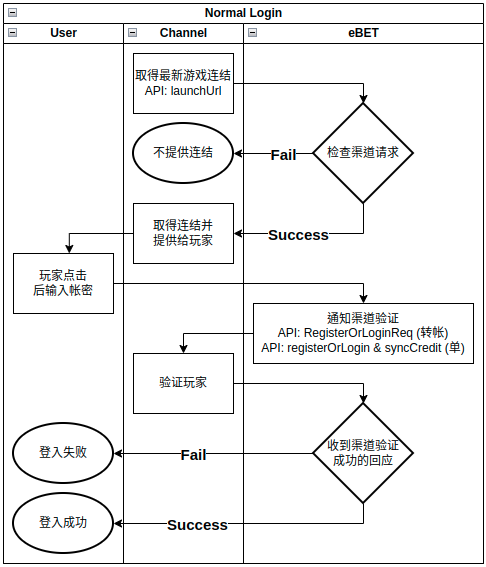 Normal Login
User
Channel
eBET
取得最新游戏连结
API: launchUrl
不提供连结
Fail
检查渠道请求
取得连结并
提供给玩家
Success
玩家点击
后输入帐密
通知渠道验证
API: RegisterOrLoginReq (转帐)
API: registerOrLogin & syncCredit (单)
验证玩家
登入失败
Fail
收到渠道验证
成功的回应
登入成功
Success